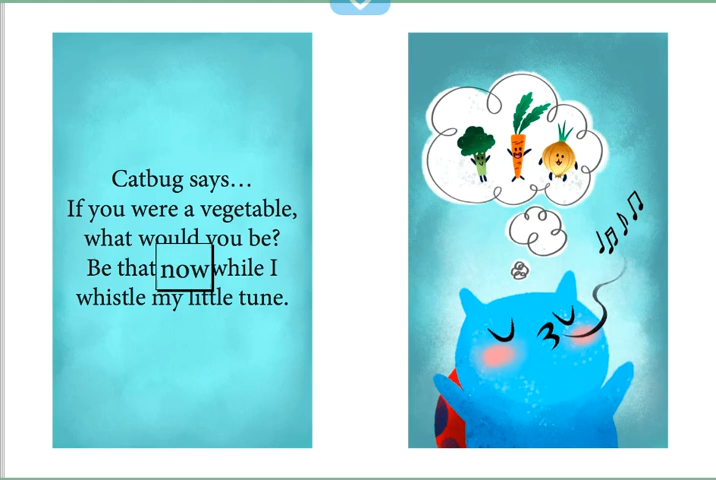 Catbug says...
If you were a vegetable,
what would you be?
Be that now while I
whistle my little tune.